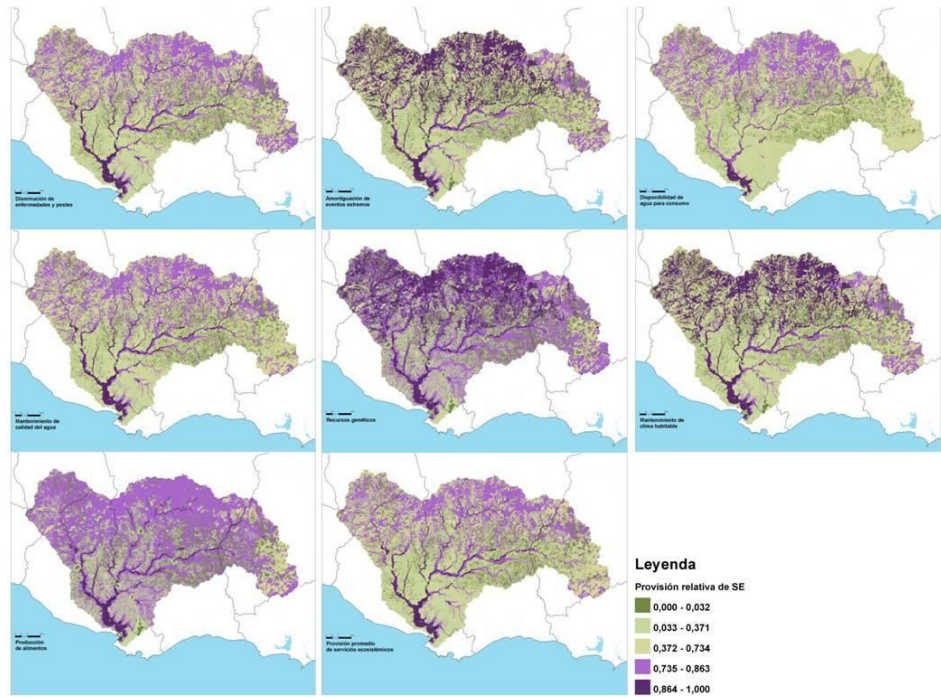 Disminución de
enfermedades y pestes
Amortiguación de
eventos extremos
Disponibilidad de
agua para consumo
Mantenimiento de
calidad del agua
Recursos genéticos
Mantenimiento de
clima habitable
Producción
de alimentos
Provisión promedio
de servicios ecosistémicos
Leyenda
Provisión relativa de SE
0,000 - 0,032
0,033 - 0,371
0,372 - 0,734
0,735 - 0,863
0,864 - 1,000